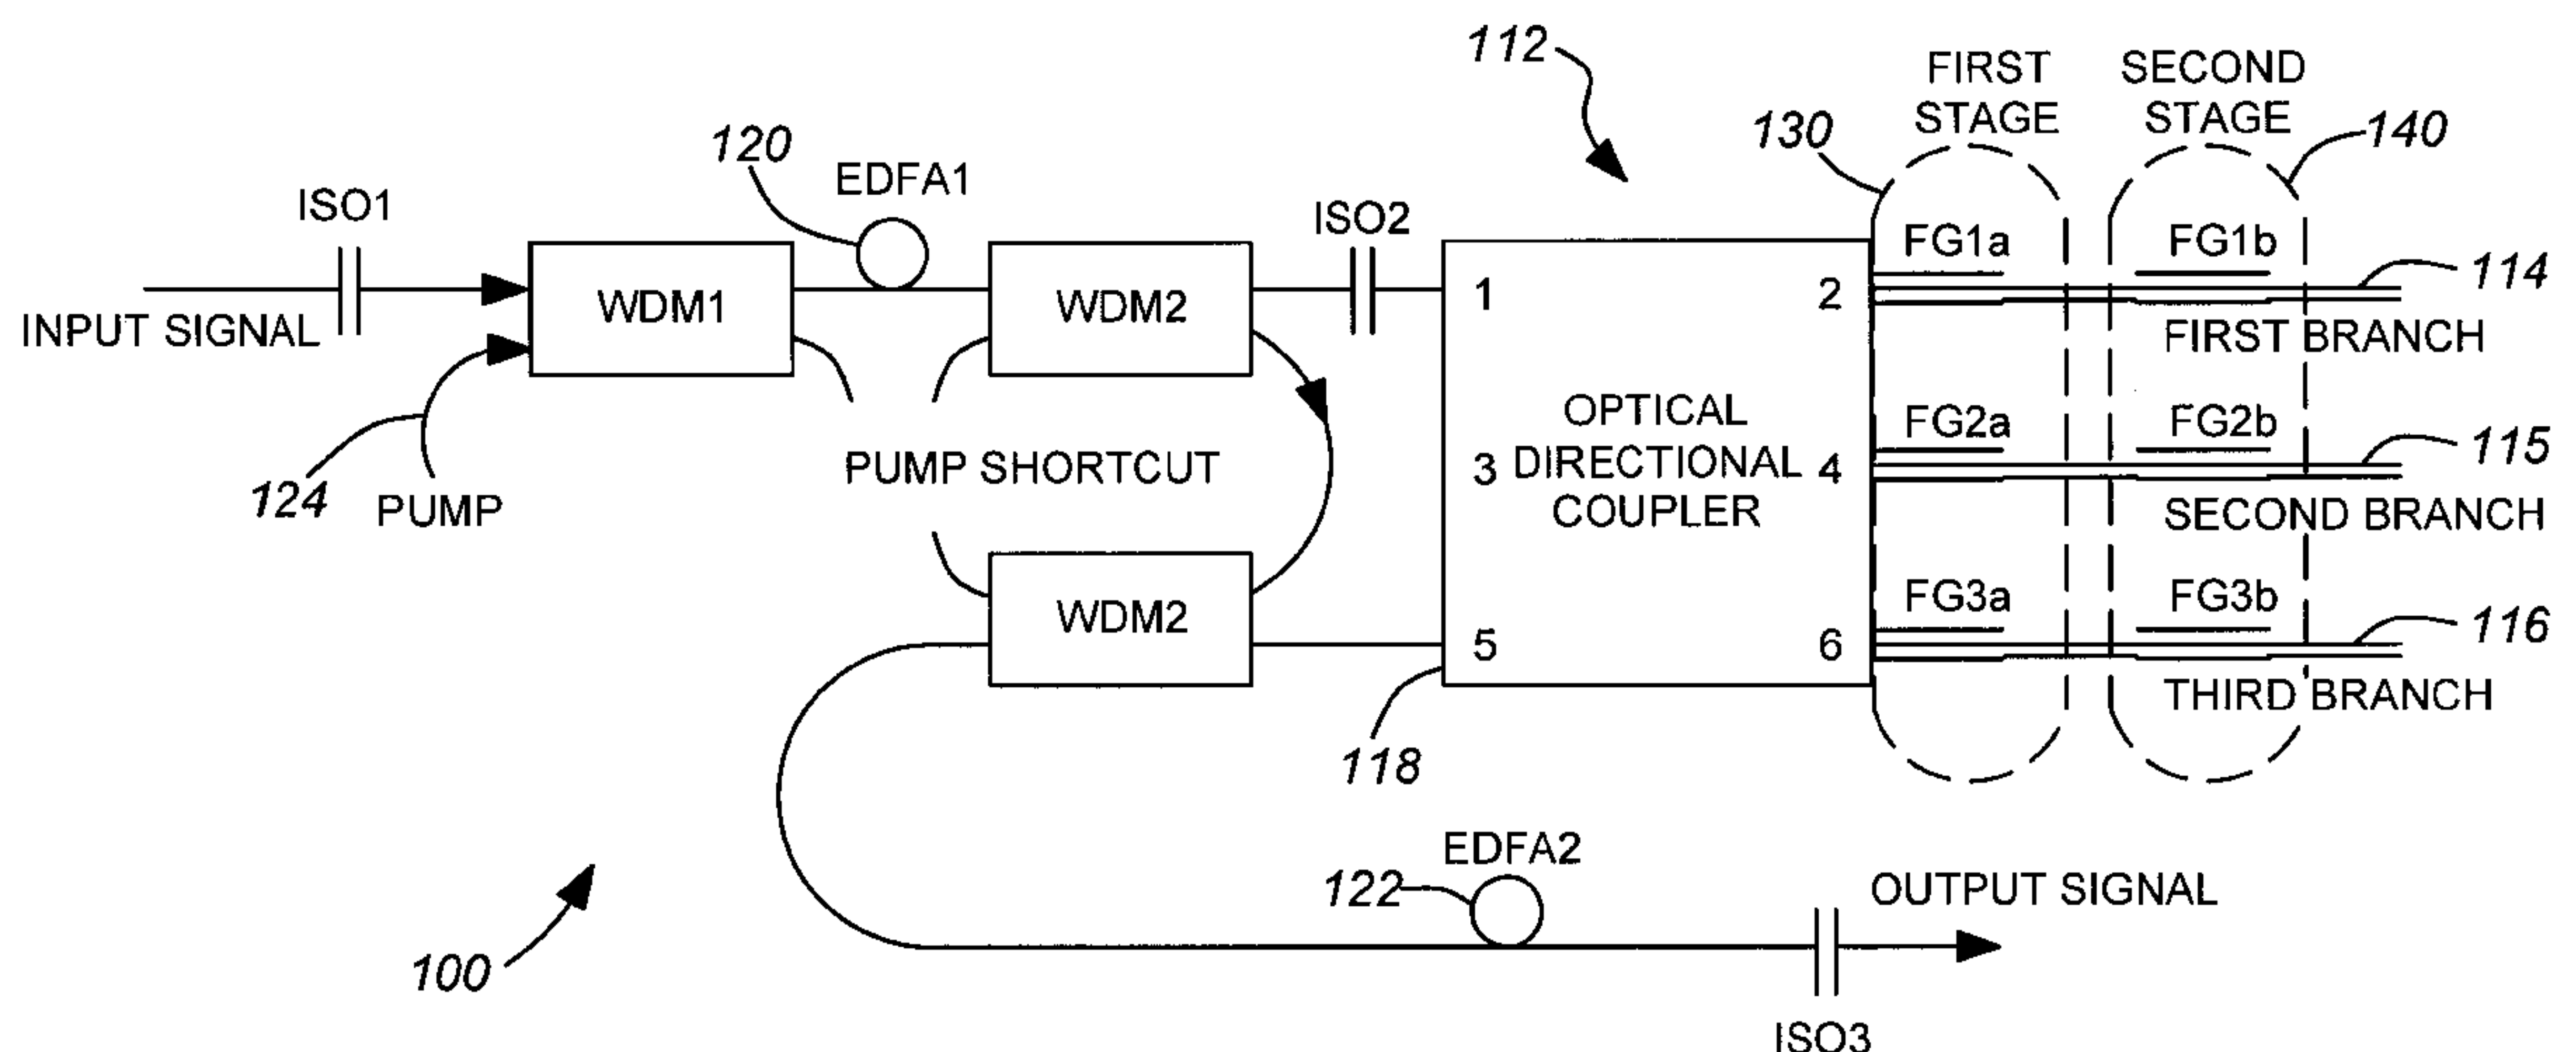 112
FIRST STAGE
SECOND STAGE
130
140
120
EDFA1
ISO1
ISO2
FG1a
FG1b
114
INPUT SIGNAL
WDM1
WDM2
1
2
FIRST BRANCH
124
PUMP
PUMP SHORTCUT
3
OPTICAL DIRECTIONAL COUPLER
4
FG2a
FG2b
115
SECOND BRANCH
WDM2
5
6
FG3a
FG3b
116
THIRD BRANCH
118
EDFA2
122
OUTPUT SIGNAL
100
ISO3